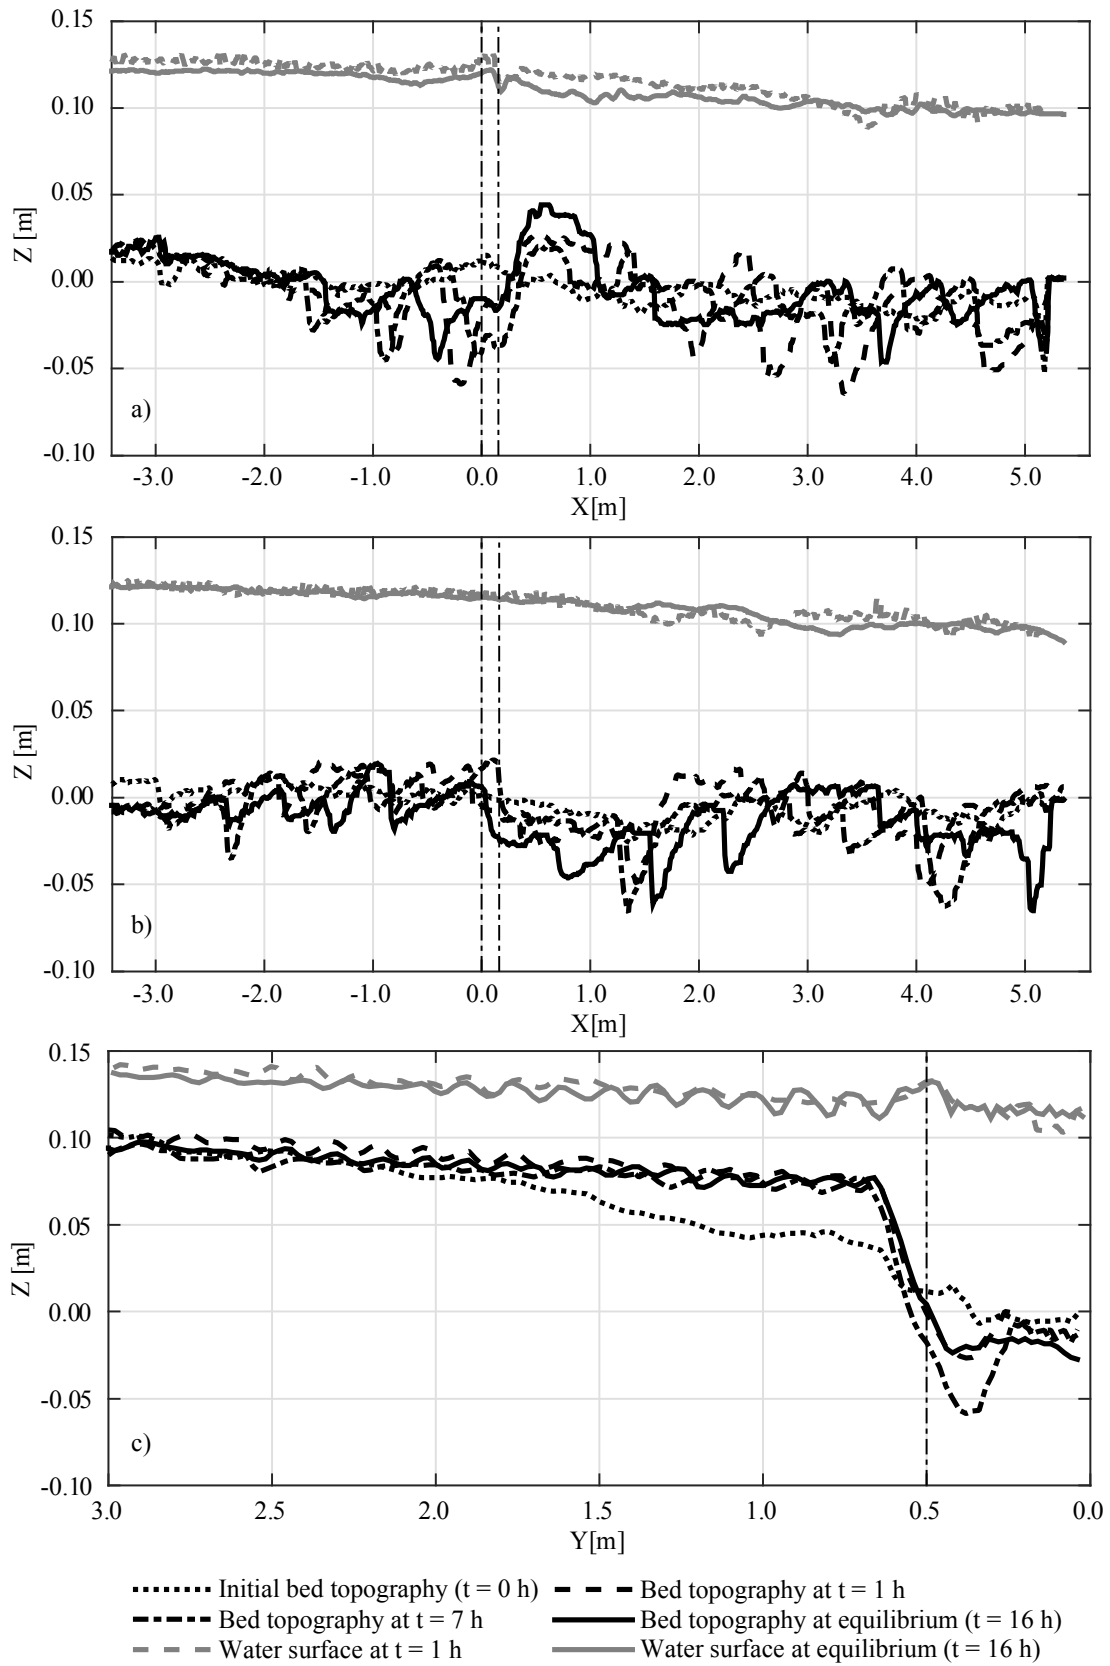 0.15
0.10
0.05
0.00
-0.05
-0.10
Z [m]
a)
-3.0 -2.0 -1.0 0.0 1.0 2.0 3.0 4.0 5.0
X[m]
0.15
0.10
0.05
0.00
-0.05
-0.10
Z [m]
b)
-3.0 -2.0 -1.0 0.0 1.0 2.0 3.0 4.0 5.0
X[m]
0.15
0.10
0.05
0.00
-0.05
-0.10
Z [m]
c)
3.0 2.5 2.0 1.5 1.0 0.5 0.0
Y[m]
Initial bed topography (t = 0 h) Bed topography at t = 1 h
Bed topography at t = 7 h Bed topography at equilibrium (t = 16 h)
Water surface at t = 1 h Water surface at equilibrium (t = 16 h)